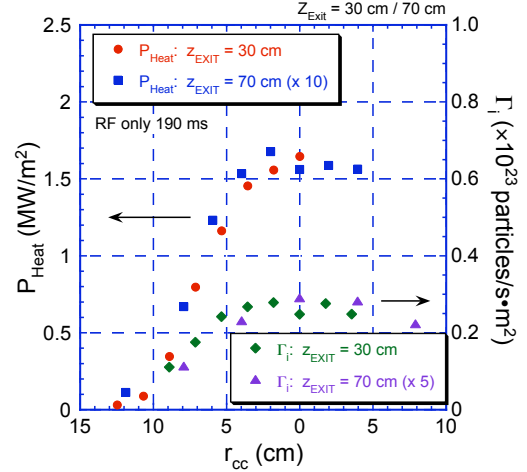 Z_Exit = 30 cm / 70 cm
P_Heat: z_EXIT = 30 cm
P_Heat: z_EXIT = 70 cm (x 10)
RF only 190 ms
P_Heat (MW/m²)
2.5
2
1.5
1
0.5
0
Γ_i (×10²³ particles/s•m²)
1.0
0.8
0.6
0.4
0.2
0
Γ_i: z_EXIT = 30 cm
Γ_i: z_EXIT = 70 cm (x 5)
15 10 5 0 5 10
r_cc (cm)